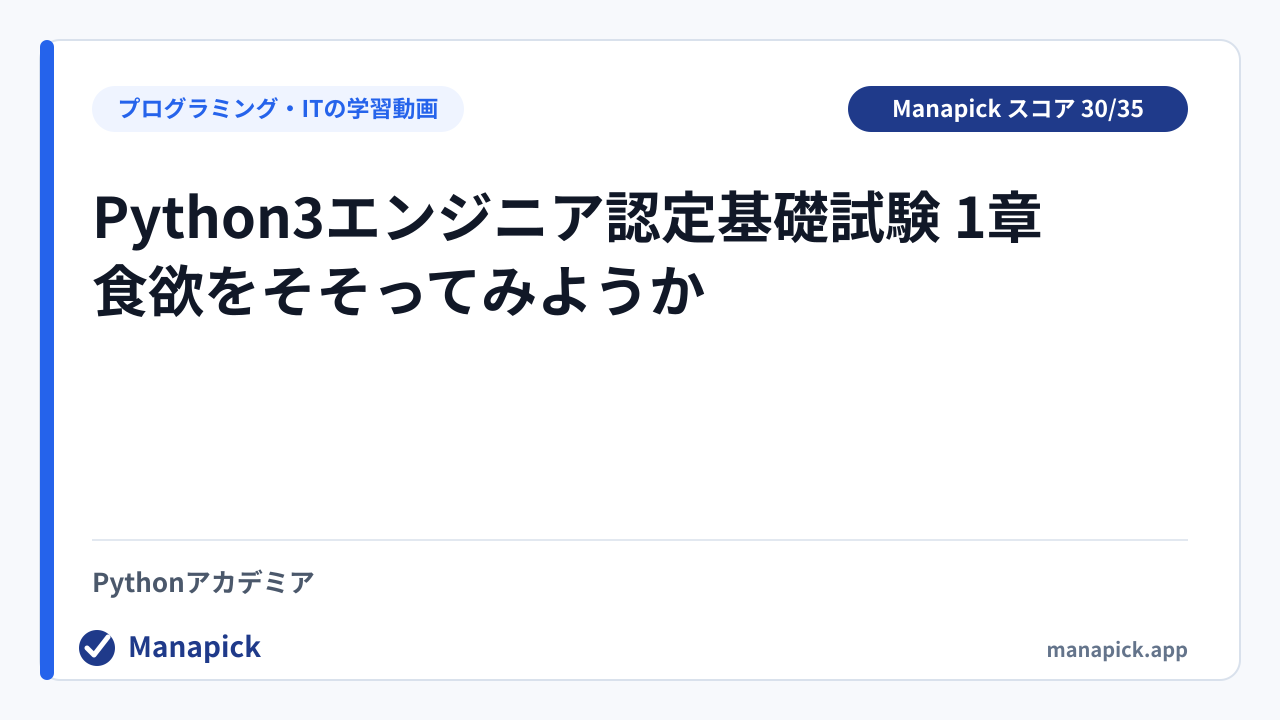 プログラミング・ITの学習動画
Manapick スコア 30/35
Python3エンジニア認定基礎試験 1章
食欲をそそってみようか
Pythonアカデミア
Manapick
manapick.app